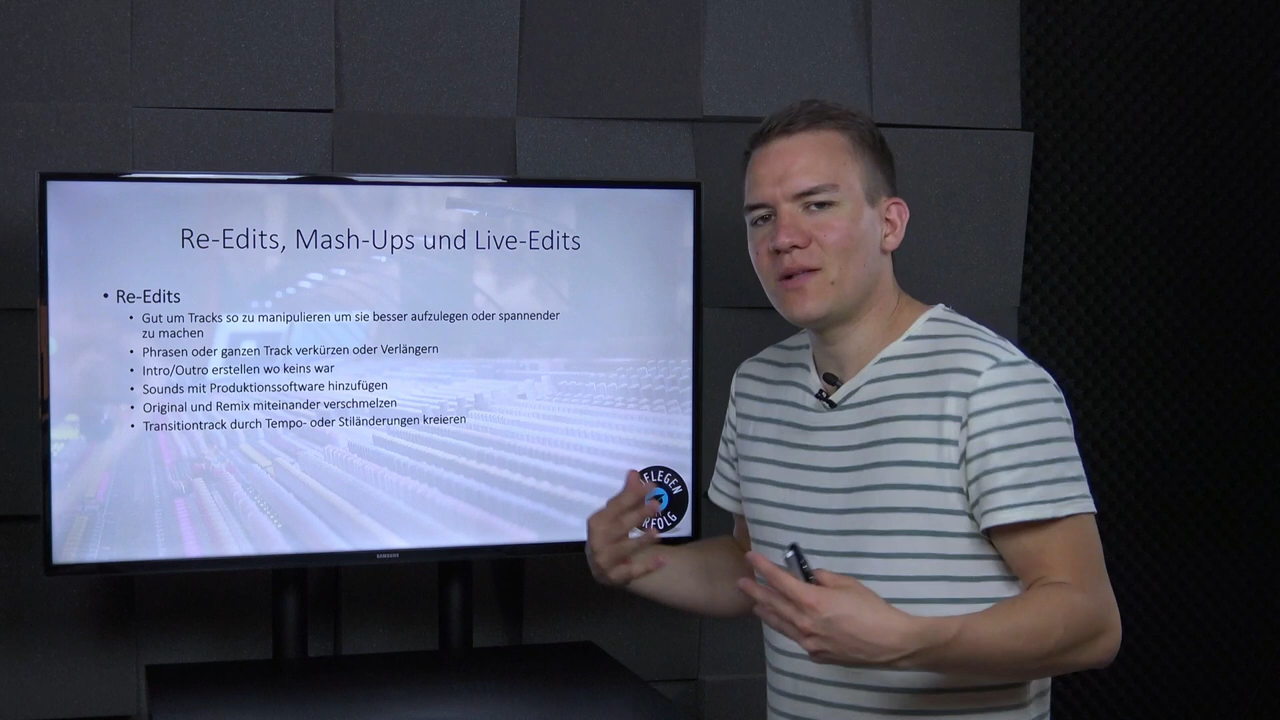 Re-Edits, Mash-Ups und Live-Edits
• Re-Edits
• Gut um Tracks so zu manipulieren um sie besser aufzulegen oder spannender
zu machen
• Phrasen oder ganzen Track verkürzen oder Verlängern
• Intro/Outro erstellen wo keins war
• Sounds mit Produktionssoftware hinzufügen
• Original und Remix miteinander verschmelzen
• Transitiontrack durch Tempo- oder Stiländerungen kreieren
SAMSUNG